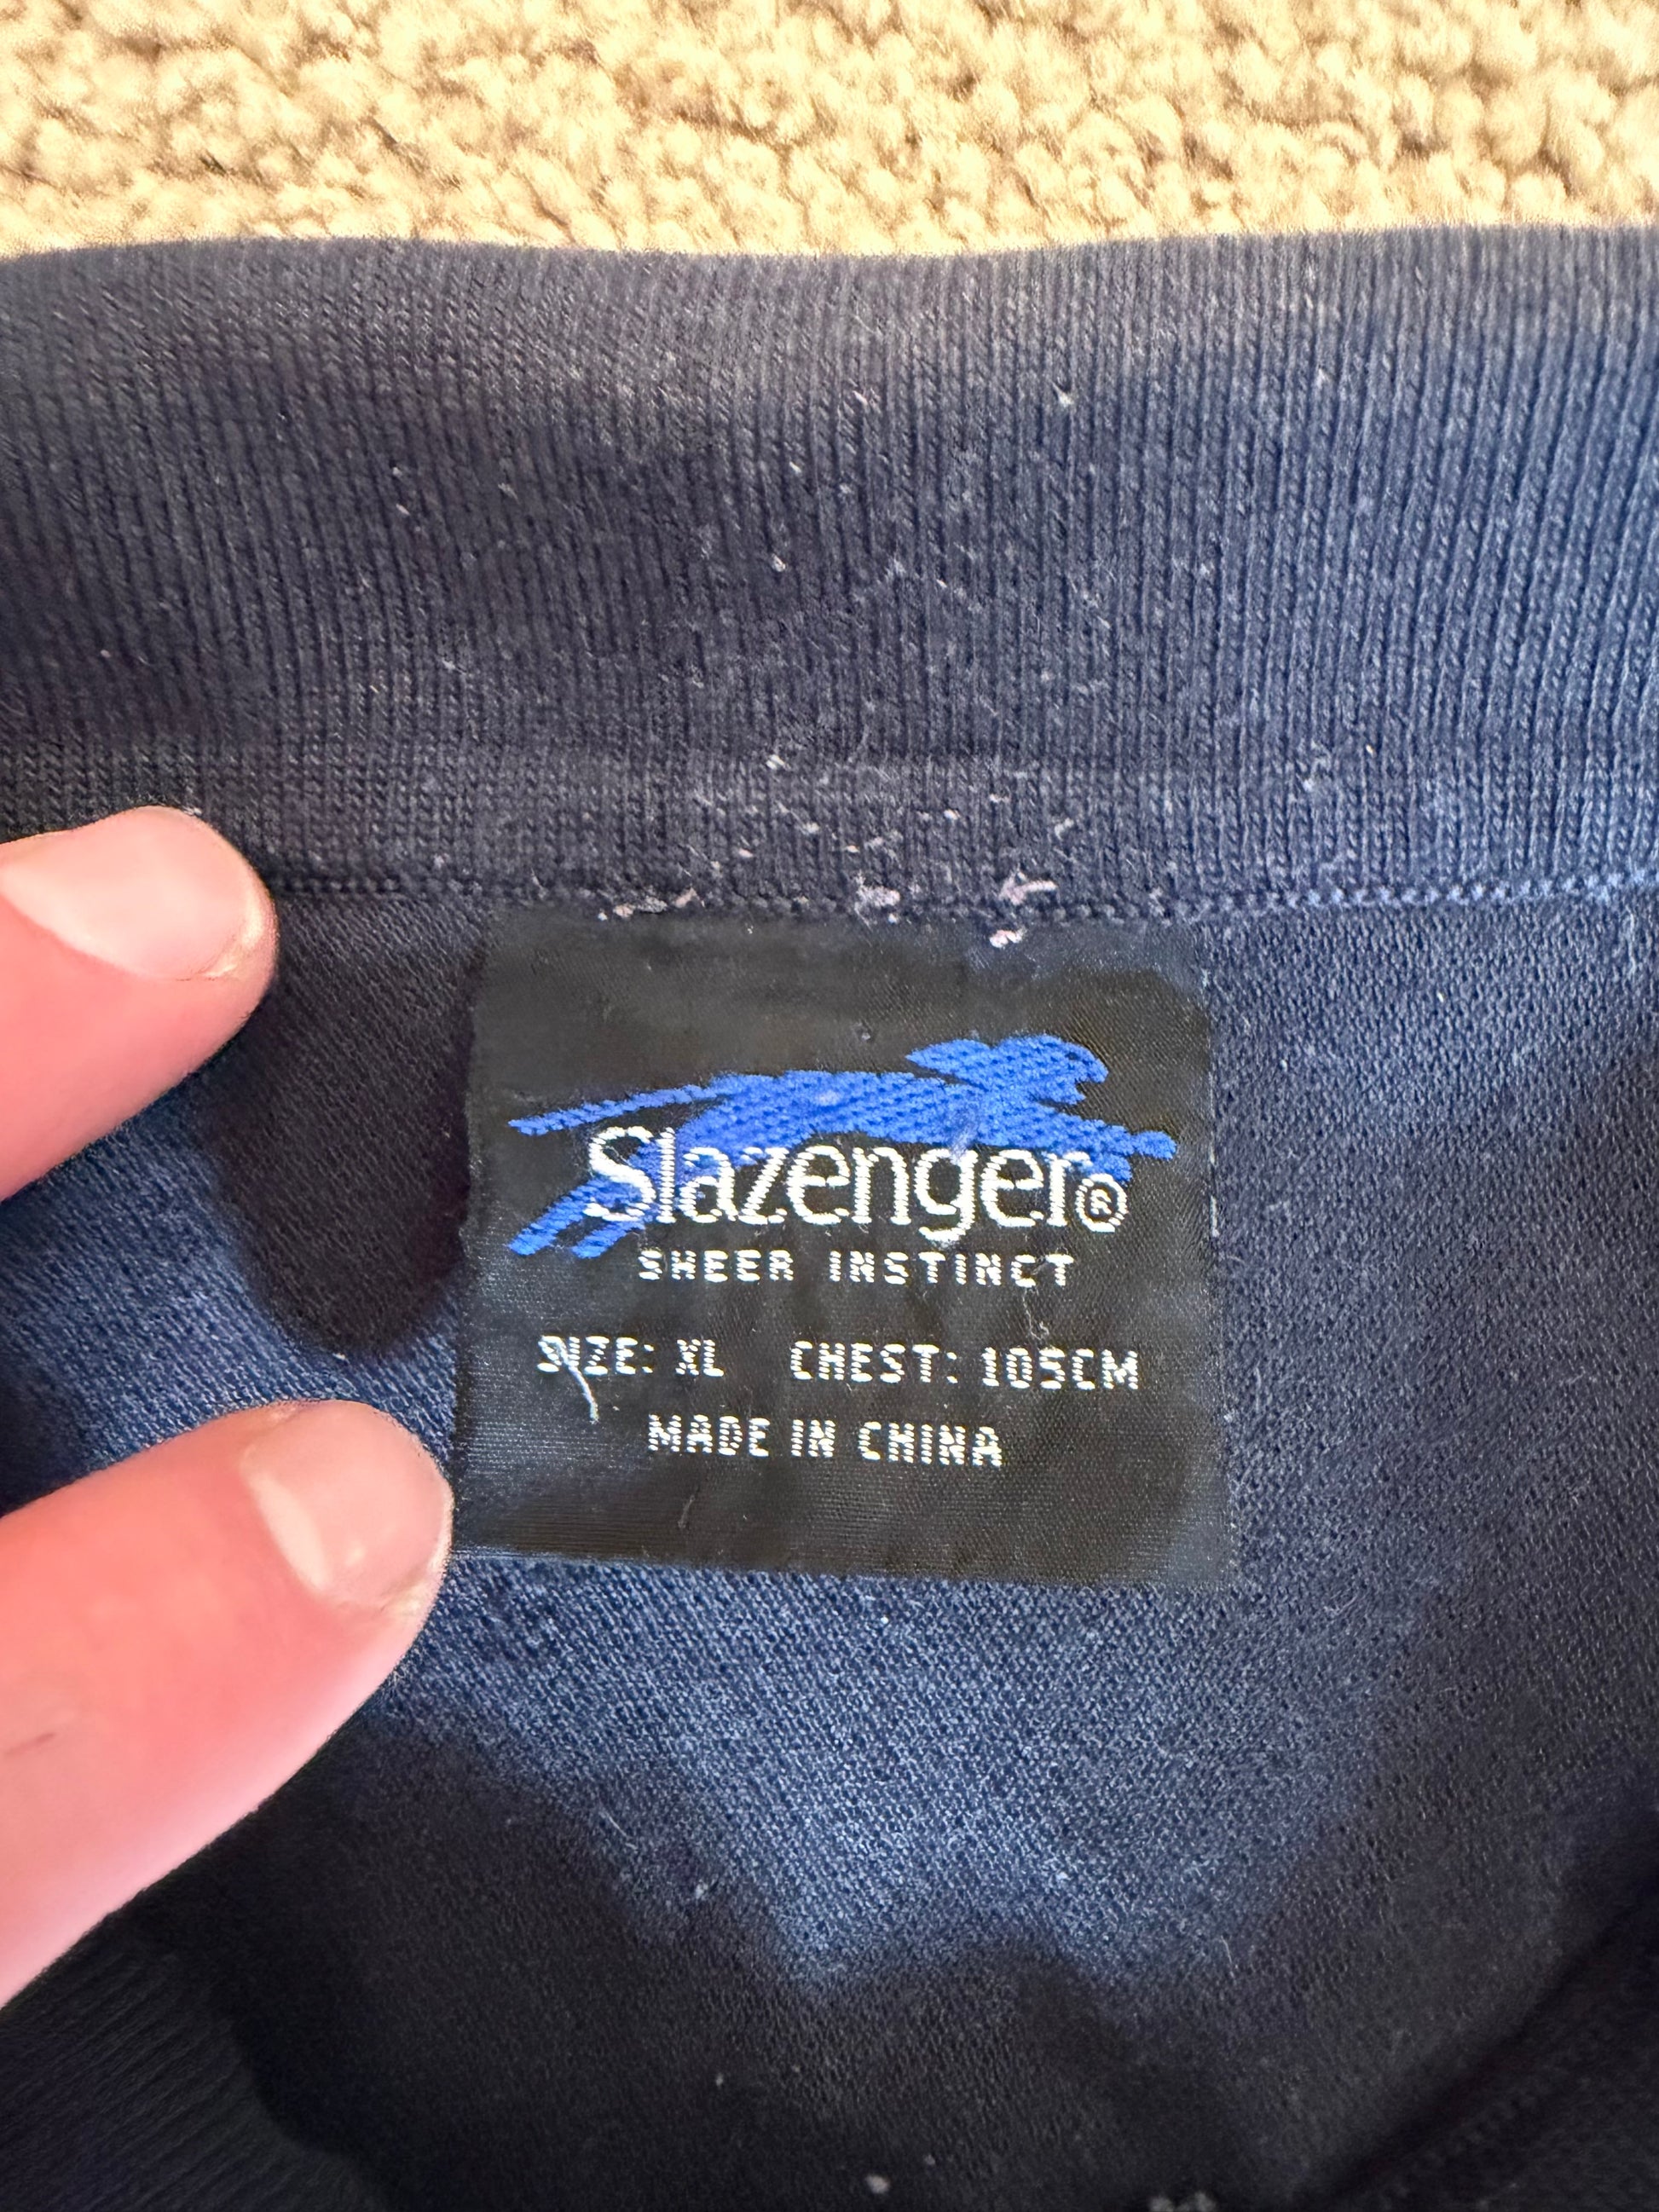 Slazenger®
SHEER INSTINCT
SIZE: XL CHEST: 105CM
MADE IN CHINA